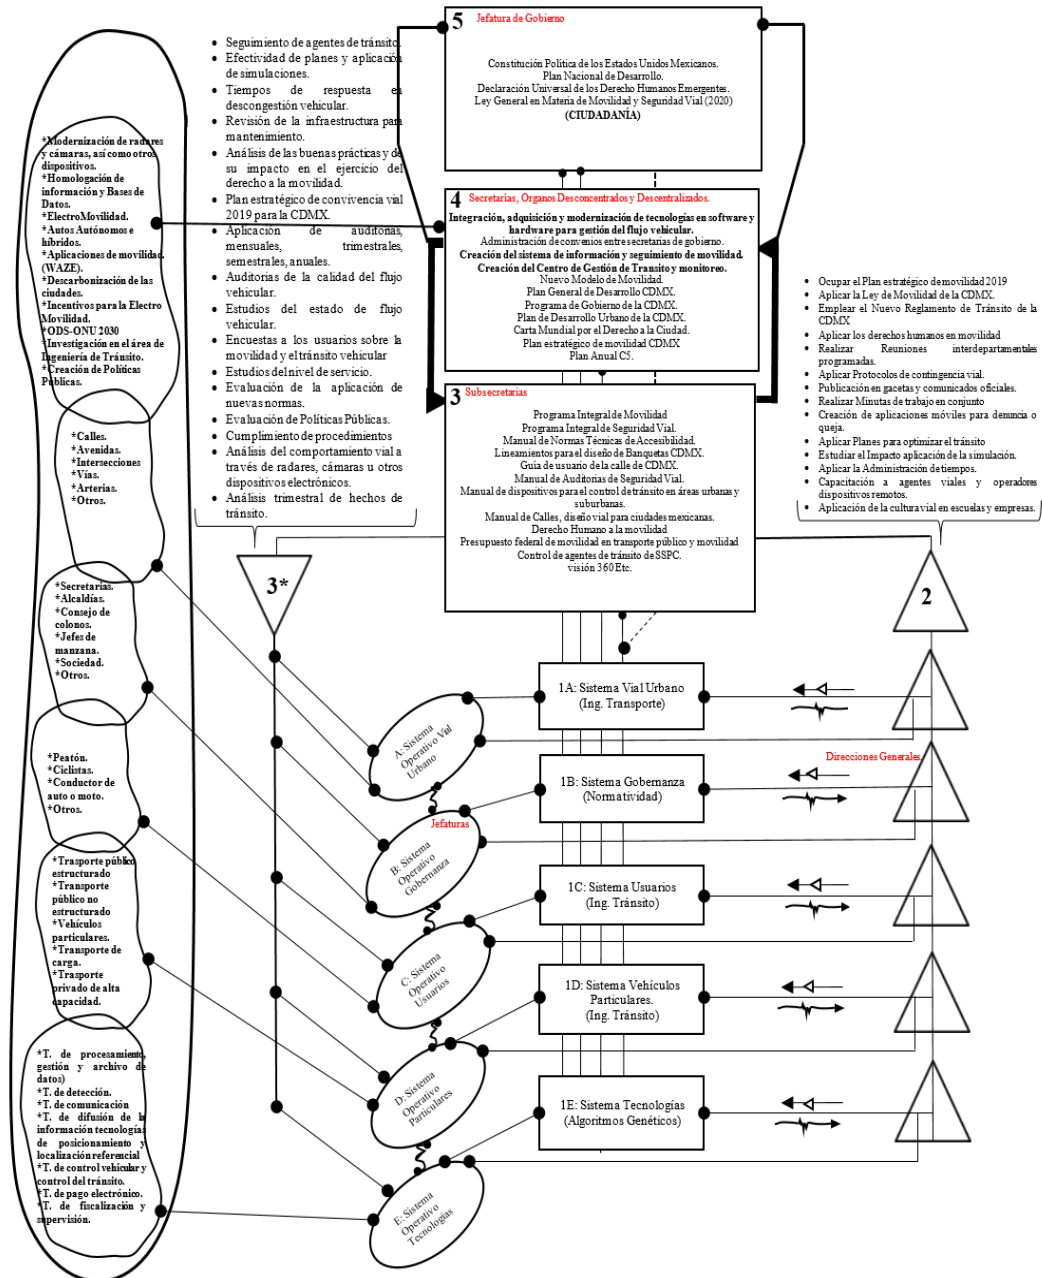 5 Jefatura de Gobierno
Constitución Política de los Estados Unidos Mexicanos.
Plan Nacional de Desarrollo.
Declaración Universal de los Derecho Humanos Emergentes.
Ley General en Materia de Movilidad y Seguridad Vial (2020)
(CIUDADANÍA)
• Seguimiento de agentes de tránsito.
• Efectividad de planes y aplicación
de simulaciones.
• Tiempos de respuesta en
descongestión vehicular.
• Revisión de la infraestructura para
mantenimiento.
• Análisis de las buenas prácticas y de
su impacto en el ejercicio del
derecho a la movilidad.
• Plan estratégico de convivencia vial
2019 para la CDMX.
• Aplicación de auditorías,
mensuales, trimestrales,
semestrales, anuales.
• Auditorias de la calidad del flujo
vehicular.
• Estudios del estado de flujo
vehicular.
• Encuestas a los usuarios sobre la
movilidad y el tránsito vehicular
• Estudios del nivel de servicio.
• Evaluación de la aplicación de
nuevas normas.
• Evaluación de Políticas Públicas.
• Cumplimiento de procedimientos
• Análisis del comportamiento vial a
través de radares, cámaras u otros
dispositivos electrónicos.
• Análisis trimestral de hechos de
tránsito.
4 Secretarías, Organos Desconcentrados y Descentralizados.
Integración, adquisición y modernización de tecnologías en software y
hardware para gestión del flujo vehicular.
Administración de convenios entre secretarias de gobierno.
Creación del sistema de información y seguimiento de movilidad.
Creación del Centro de Gestión de Transito y monitoreo.
Nuevo Modelo de Movilidad.
Plan General de Desarrollo CDMX.
Programa de Gobierno de la CDMX.
Plan de Desarrollo Urbano de la CDMX.
Carta Mundial por el Derecho a la Ciudad.
Plan estratégico de movilidad CDMX
Plan Anual C5.
3 Subsecretarias
Programa Integral de Movilidad
Programa Integral de Seguridad Vial.
Manual de Normas Técnicas de Accesibilidad.
Lineamientos para el diseño de Banquetas CDMX.
Guía de usuario de la calle de CDMX.
Manual de Auditorias de Seguridad Vial.
Manual de dispositivos para el control de tránsito en áreas urbanas y
suburbanas.
Manual de Calles, diseño vial para ciudades mexicanas.
Derecho Humano a la movilidad
Presupuesto federal de movilidad en transporte público y movilidad
Control de agentes de tránsito de SSPC.
visión 360 Etc.
• Ocupar el Plan estratégico de movilidad 2019
• Aplicar la Ley de Movilidad de la CDMX.
• Emplear el Nuevo Reglamento de Tránsito de la
CDMX
• Aplicar los derechos humanos en movilidad
• Realizar Reuniones interdepartamentales
programadas.
• Aplicar Protocolos de contingencia vial.
• Publicación en gacetas y comunicados oficiales.
• Realizar Minutas de trabajo en conjunto
• Creación de aplicaciones móviles para denuncia o
queja.
• Aplicar Planes para optimizar el tránsito
• Estudiar el Impacto aplicación de la simulación.
• Aplicar la Administración de tiempos.
• Capacitación a agentes viales y operadores
dispositivos remotos.
• Aplicación de la cultura vial en escuelas y empresas.
*Modernización de radares
y cámaras, así como otros
dispositivos.
*Homologación de
información y Bases de
Datos.
*ElectroMovilidad.
*Autos Autónomos e
híbridos.
*Aplicaciones de movilidad.
(WAZE).
*Descarbonización de las
ciudades.
*Incentivos para la Electro
Movilidad.
*ODS-ONU 2030
*Investigación en el área de
Ingeniería de Tránsito.
*Creación de Políticas
Públicas.
*Calles.
*Avenidas.
*Intersecciones
*Vías.
*Arterias.
*Otros.
*Secretarías.
*Alcaldías.
*Consejo de
colonos.
*Jefes de
manzana.
*Sociedad.
*Otros.
*Peatón.
*Ciclistas.
*Conductor de
auto o moto.
*Otros.
*Trasporte público
estructurado
*Transporte
público no
estructurado
*Vehículos
particulares.
*Transporte de
carga.
*Trasporte
privado de alta
capacidad.
*T. de procesamiento,
gestión y archivo de
datos)
*T. de detección.
*T. de comunicación
*T. de difusión de la
información tecnologías
de posicionamiento y
localización referencial
*T. de control vehicular y
control del tránsito.
*T. de pago electrónico.
*T. de fiscalización y
supervisión.
3*
2
A: Sistema
Operativo Vial
Urbano
1A: Sistema Vial Urbano
(Ing. Transporte)
Direcciones Generales
1B: Sistema Gobernanza
(Normatividad)
Jefaturas
B: Sistema
Operativo
Gobernanza
1C: Sistema Usuarios
(Ing. Tránsito)
C: Sistema
Operativo
Usuarios
1D: Sistema Vehículos
Particulares.
(Ing. Tránsito)
D: Sistema
Operativo
Particulares
1E: Sistema Tecnologías
(Algoritmos Genéticos)
E: Sistema
Operativo
Tecnologías